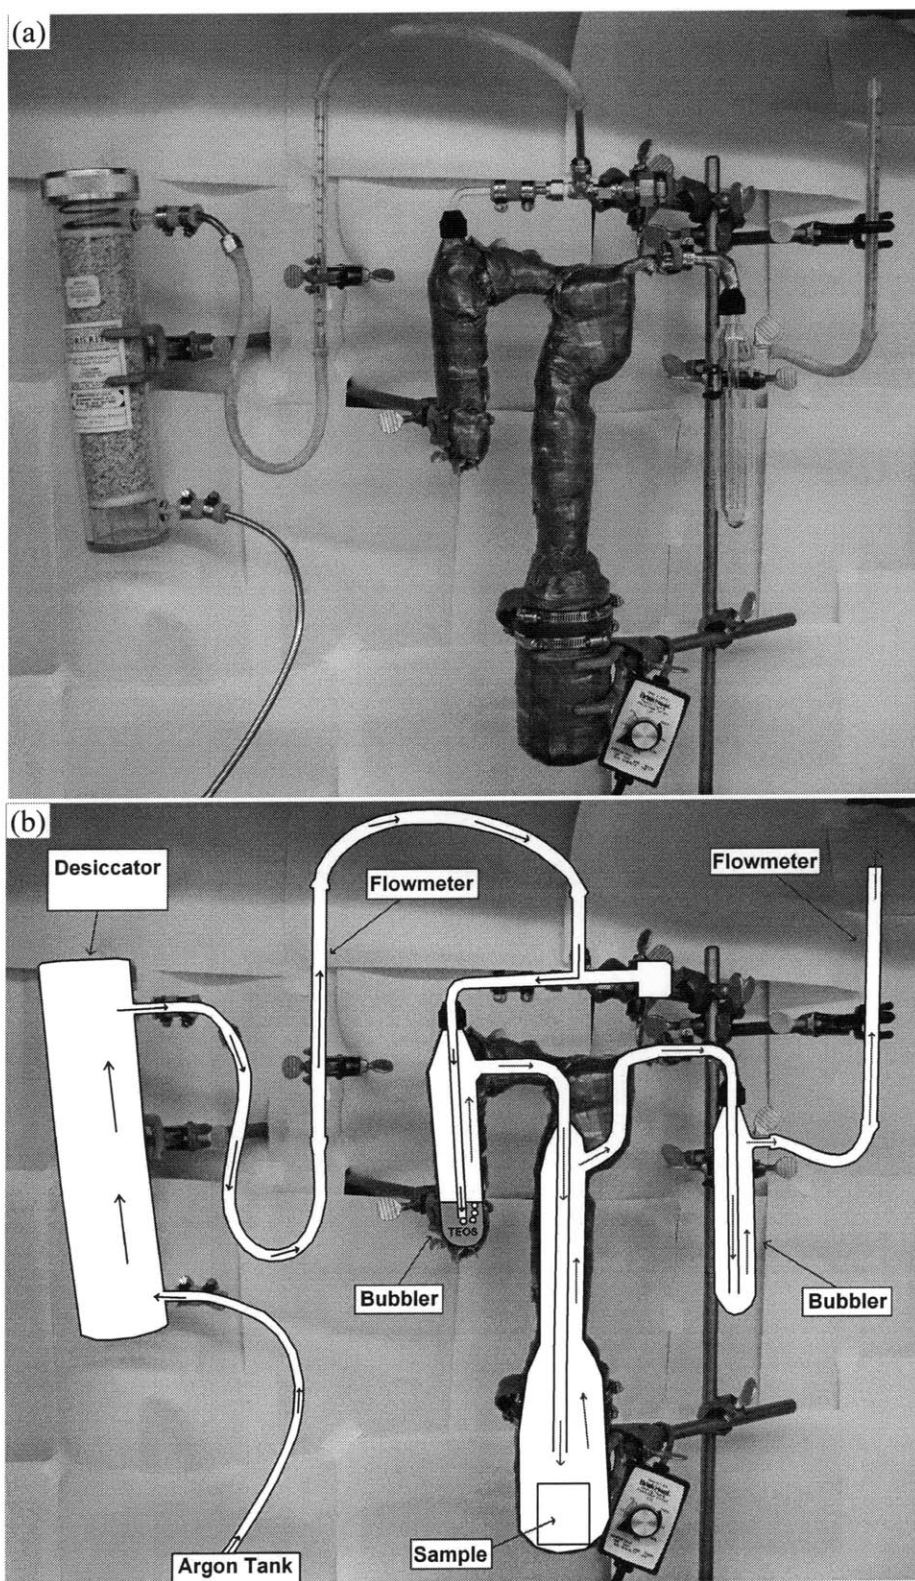 (a)
(b)
Desiccator
Flowmeter
Flowmeter
TEOS
Bubbler
Bubbler
Sample
Argon Tank